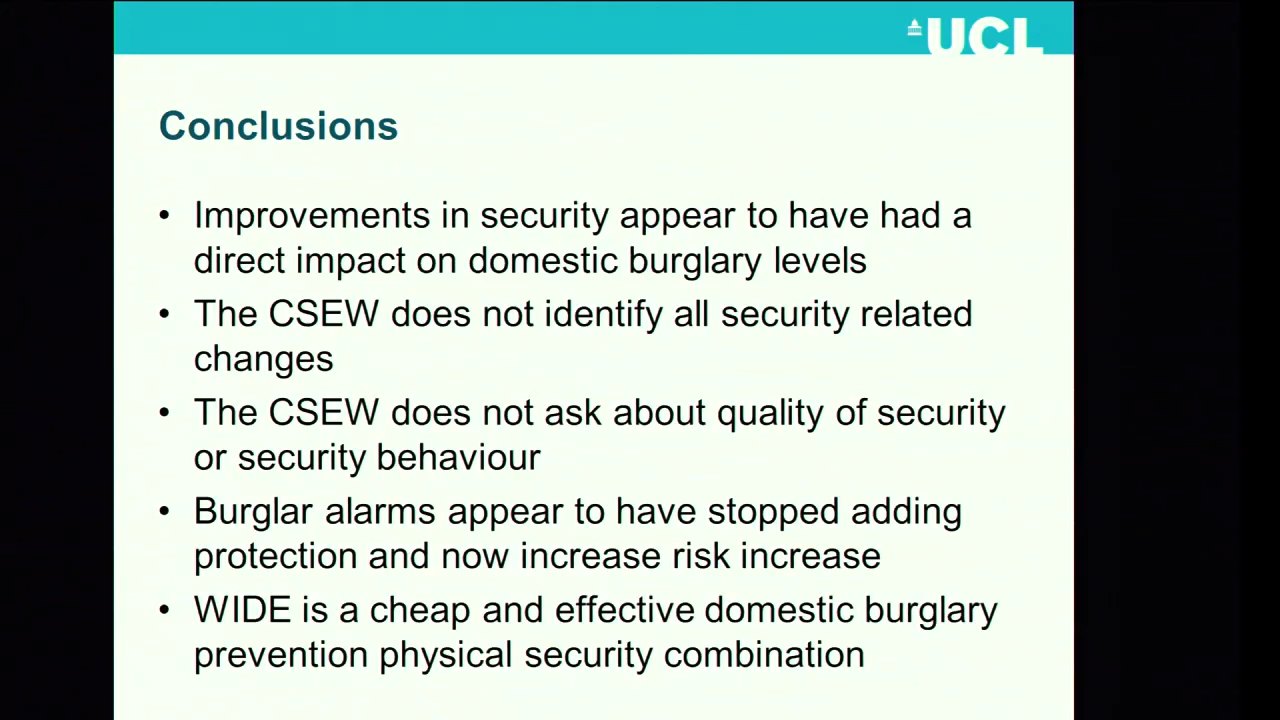 UCL
Conclusions
• Improvements in security appear to have had a
direct impact on domestic burglary levels
• The CSEW does not identify all security related
changes
• The CSEW does not ask about quality of security
or security behaviour
• Burglar alarms appear to have stopped adding
protection and now increase risk increase
• WIDE is a cheap and effective domestic burglary
prevention physical security combination